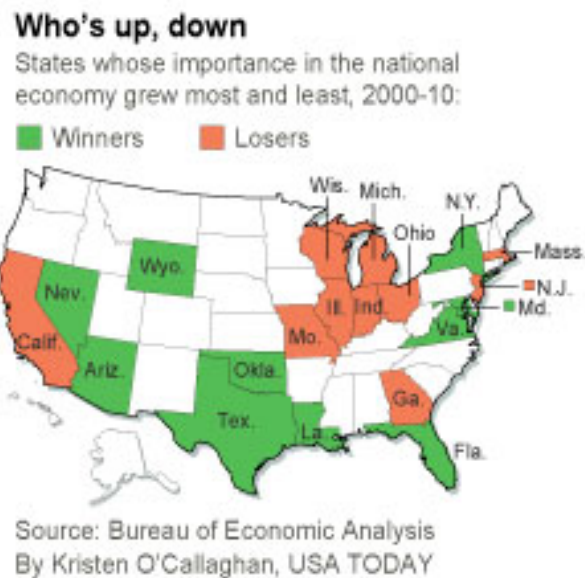 Who's up, down
States whose importance in the national
economy grew most and least, 2000-10:
Winners Losers
Wis. Mich.
N.Y.
Ohio
Mass.
Wyo.
N.J.
Nev.
Ill. Ind.
Md.
Va.
Calif.
Mo.
Ariz.
Okla.
Ga.
Tex.
La.
Fla.
Source: Bureau of Economic Analysis
By Kristen O'Callaghan, USA TODAY